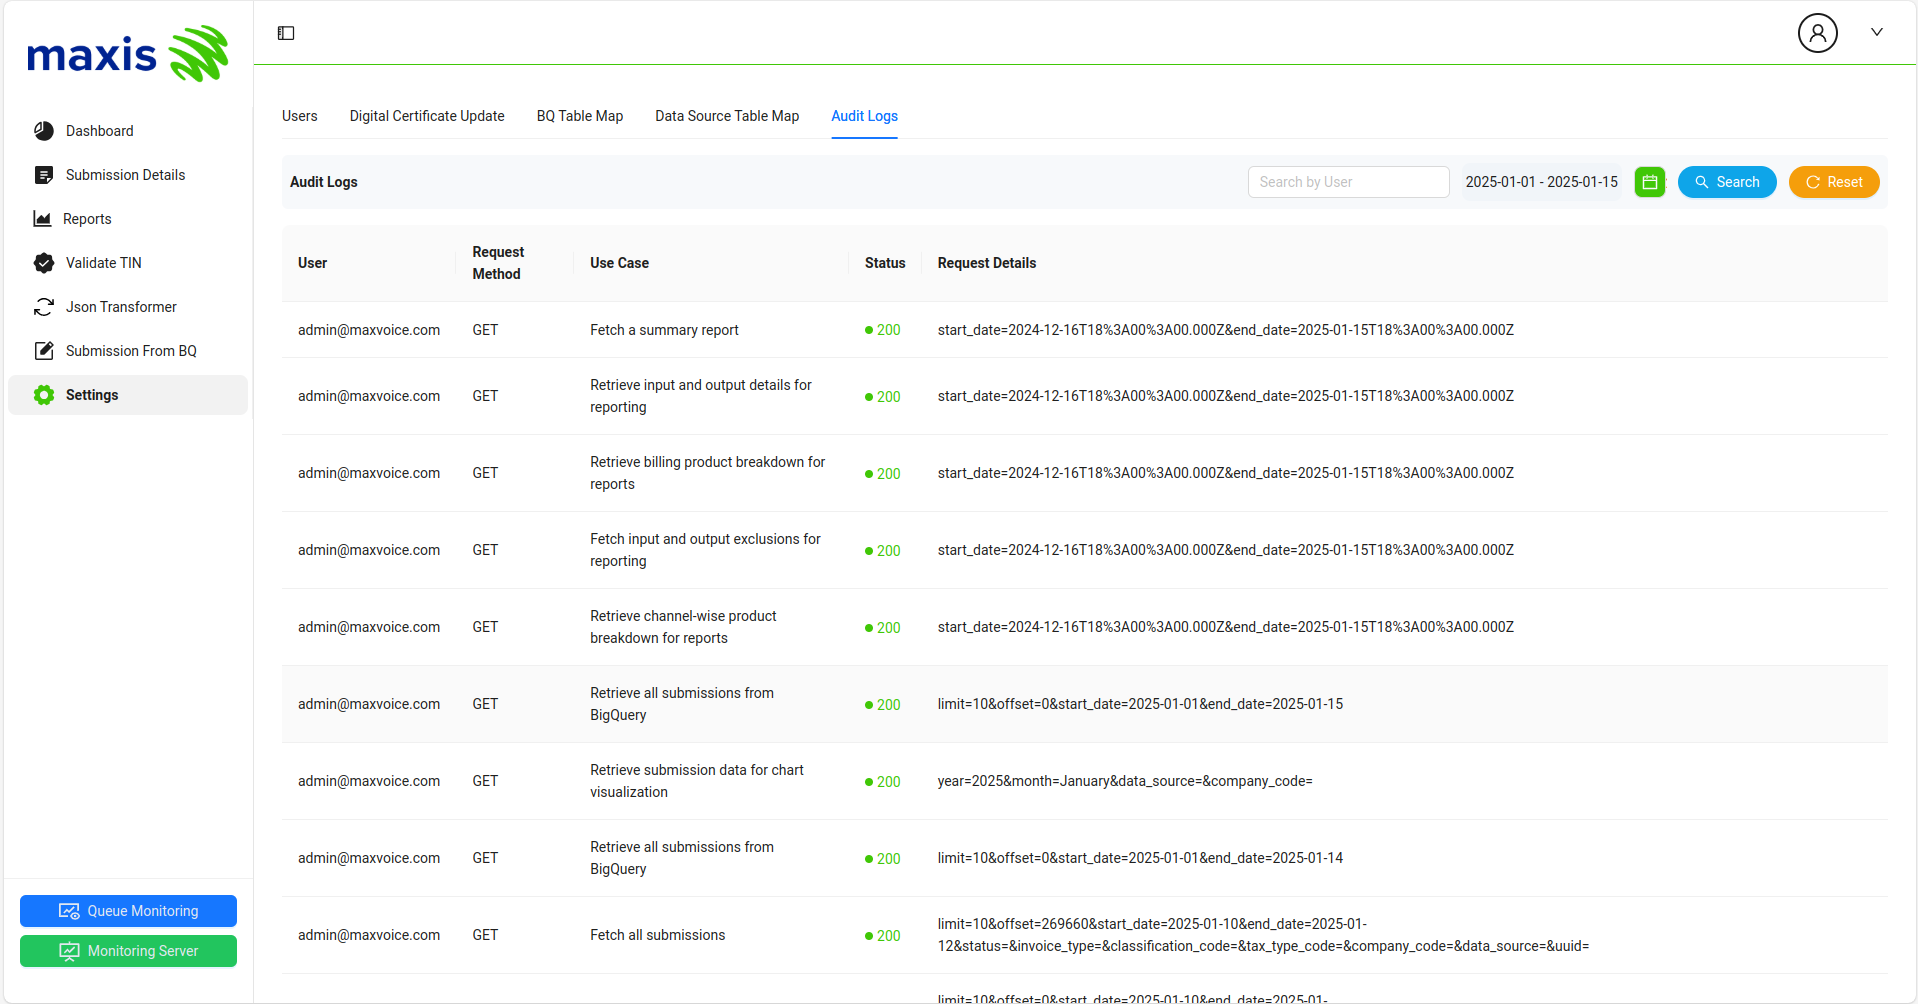 maxis
Dashboard
Submission Details
Reports
Validate TIN
Json Transformer
Submission From BQ
Settings
Queue Monitoring
Monitoring Server
Users
Digital Certificate Update
BQ Table Map
Data Source Table Map
Audit Logs
Audit Logs
Search by User
2025-01-01 - 2025-01-15
Search
Reset
User
Request
Method
Use Case
Status
Request Details
admin@maxvoice.com
GET
Fetch a summary report
200
start_date=2024-12-16T18%3A00%3A00.000Z&end_date=2025-01-15T18%3A00%3A00.000Z
admin@maxvoice.com
GET
Retrieve input and output details for
reporting
200
start_date=2024-12-16T18%3A00%3A00.000Z&end_date=2025-01-15T18%3A00%3A00.000Z
admin@maxvoice.com
GET
Retrieve billing product breakdown for
reports
200
start_date=2024-12-16T18%3A00%3A00.000Z&end_date=2025-01-15T18%3A00%3A00.000Z
admin@maxvoice.com
GET
Fetch input and output exclusions for
reporting
200
start_date=2024-12-16T18%3A00%3A00.000Z&end_date=2025-01-15T18%3A00%3A00.000Z
admin@maxvoice.com
GET
Retrieve channel-wise product
breakdown for reports
200
start_date=2024-12-16T18%3A00%3A00.000Z&end_date=2025-01-15T18%3A00%3A00.000Z
admin@maxvoice.com
GET
Retrieve all submissions from
BigQuery
200
limit=10&offset=0&start_date=2025-01-01&end_date=2025-01-15
admin@maxvoice.com
GET
Retrieve submission data for chart
visualization
200
year=2025&month=January&data_source=&company_code=
admin@maxvoice.com
GET
Retrieve all submissions from
BigQuery
200
limit=10&offset=0&start_date=2025-01-01&end_date=2025-01-14
admin@maxvoice.com
GET
Fetch all submissions
200
limit=10&offset=269660&start_date=2025-01-10&end_date=2025-01-
12&status=&invoice_type=&classification_code=&tax_type_code=&company_code=&data_source=&uuid=
limit=10&offset=0&start_date=2025-01-10&end_date=2025-01-